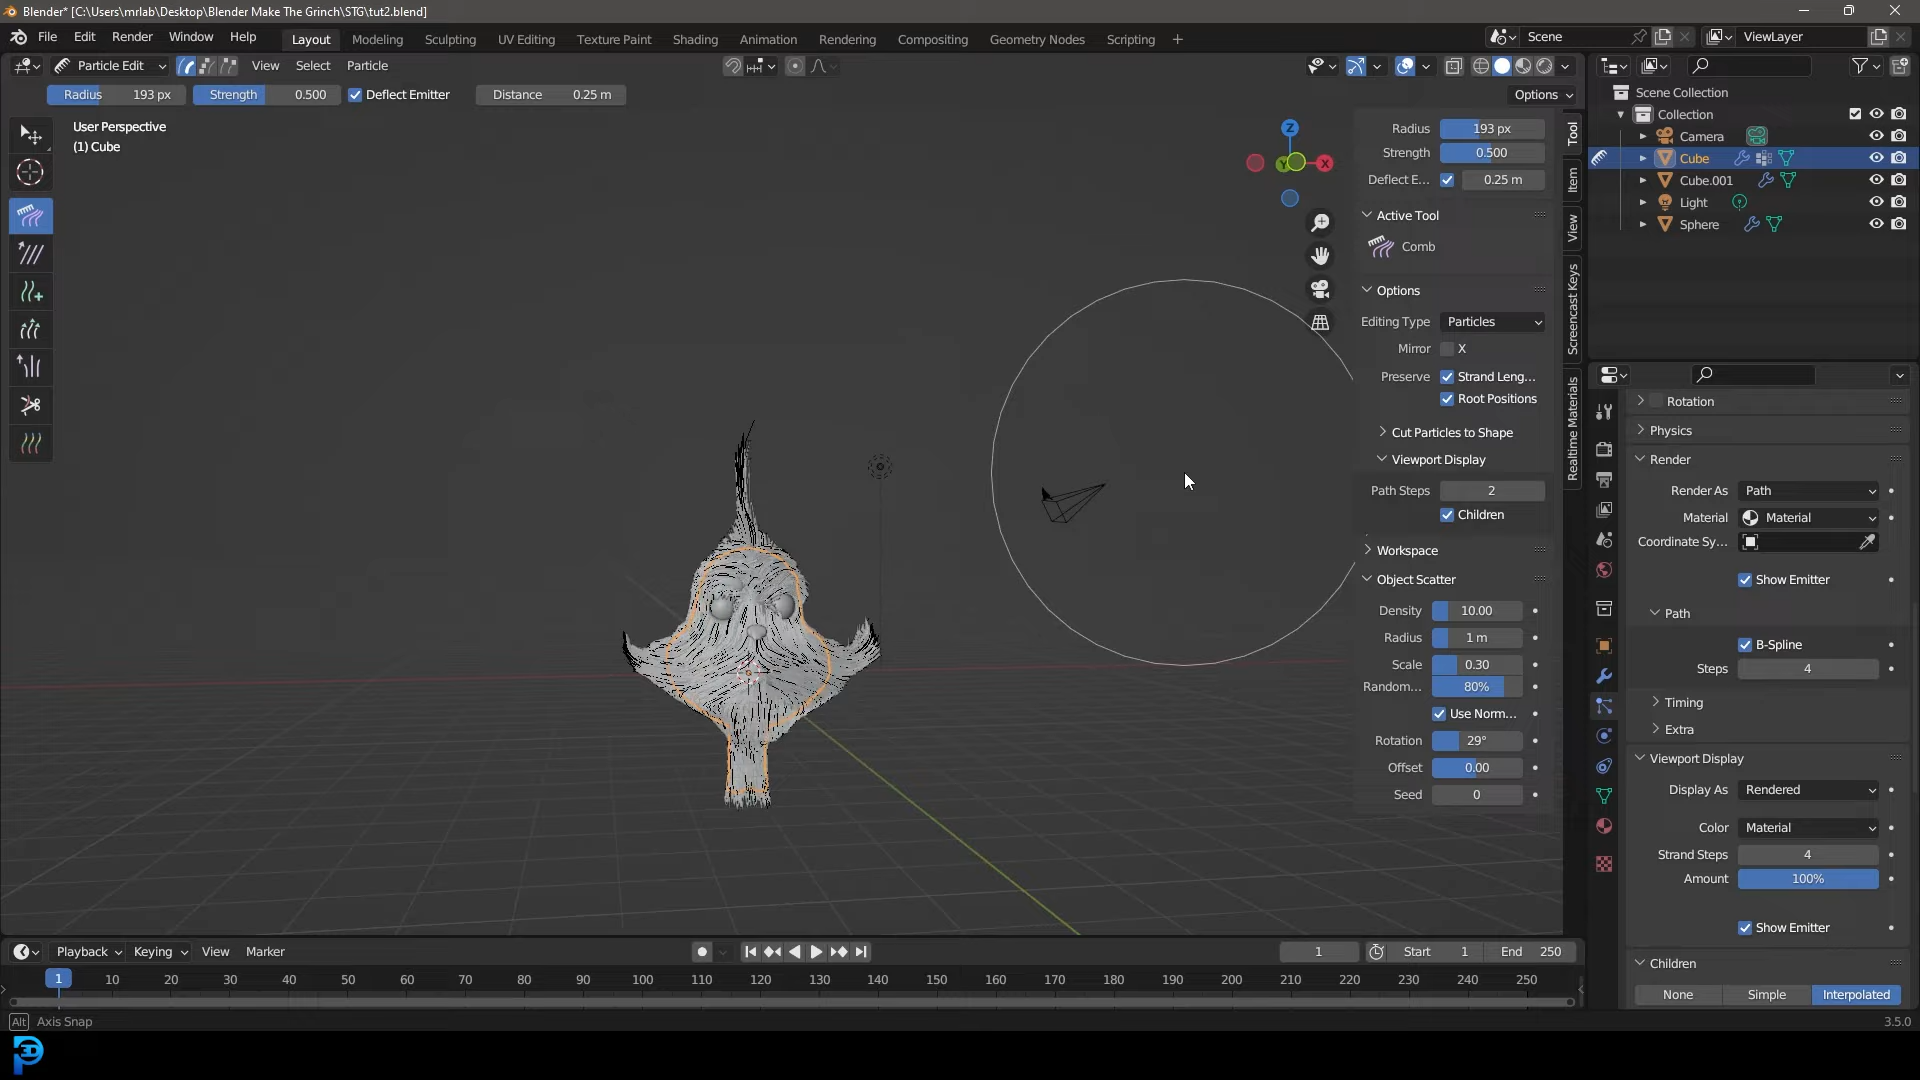 Blender* [C:\Users\mrlab\Desktop\Blender Make The Grinch\STG\tut2.blend]
File Edit Render Window Help Layout Modeling Sculpting UV Editing Texture Paint Shading Animation Rendering Compositing Geometry Nodes Scripting + Scene ViewLayer
Particle Edit View Select Particle
Radius 193 px Strength 0.500 Deflect Emitter Distance 0.25 m Options
Scene Collection
Collection
Camera
Cube
Cube.001
Light
Sphere
User Perspective
(1) Cube
Z
Y
X
Radius 193 px
Strength 0.500
Deflect E... 0.25 m
Active Tool
Comb
Options
Editing Type Particles
Mirror X
Preserve Strand Leng...
Root Positions
Cut Particles to Shape
Viewport Display
Path Steps 2
Children
Workspace
Object Scatter
Density 10.00
Radius 1 m
Scale 0.30
Random... 80%
Use Norm...
Rotation 29°
Offset 0.00
Seed 0
Tool
Item
View
Screencast Keys
Realtime Materials
Rotation
Physics
Render
Render As Path
Material Material
Coordinate Sy...
Show Emitter
Path
B-Spline
Steps 4
Timing
Extra
Viewport Display
Display As Rendered
Color Material
Strand Steps 4
Amount 100%
Show Emitter
Children
None Simple Interpolated
Playback Keying View Marker 1 Start 1 End 250
1 10 20 30 40 50 60 70 80 90 100 110 120 130 140 150 160 170 180 190 200 210 220 230 240 250
Alt Axis Snap 3.5.0